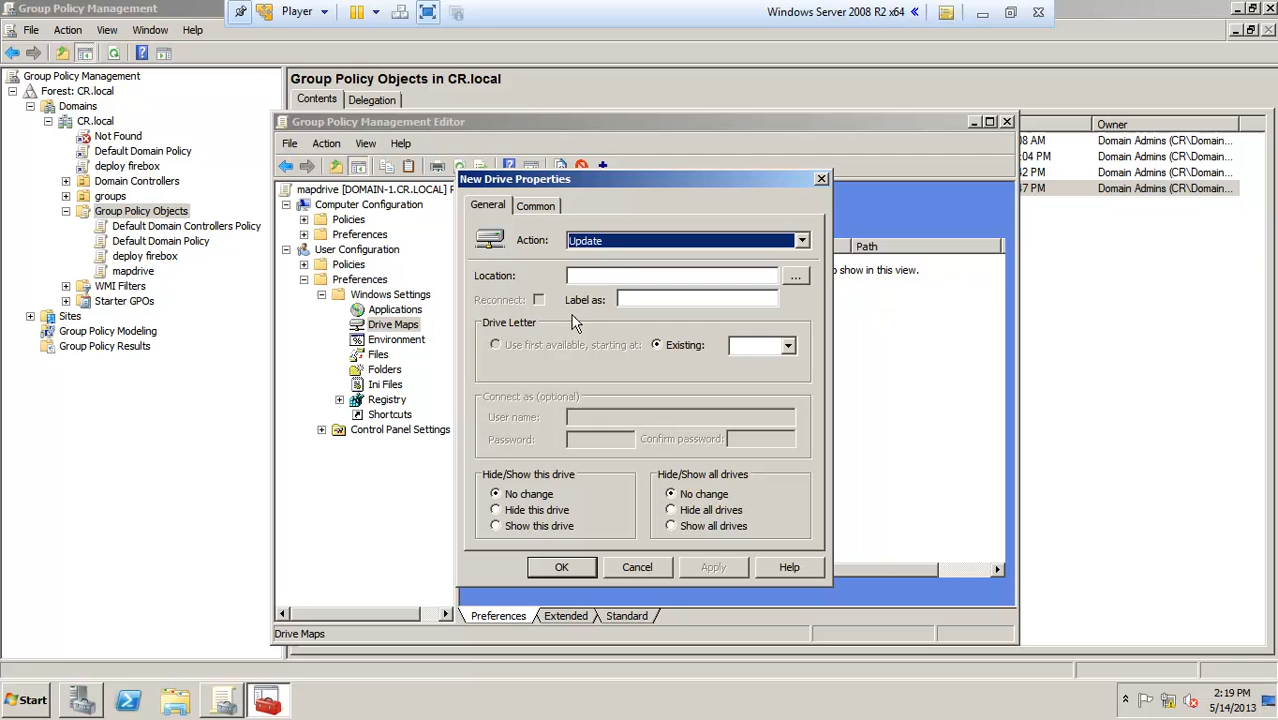 Group Policy Management
Player
Windows Server 2008 R2 x64
File Action View Window Help
Group Policy Management
Forest: CR.local
Domains
CR.local
Not Found
Default Domain Policy
deploy firebox
Domain Controllers
groups
Group Policy Objects
Default Domain Controllers Policy
Default Domain Policy
deploy firebox
mapdrive
WMI Filters
Starter GPOs
Sites
Group Policy Modeling
Group Policy Results
Group Policy Objects in CR.local
Contents Delegation
Owner
8 AM Domain Admins (CR\Domain...
:04 PM Domain Admins (CR\Domain...
2 PM Domain Admins (CR\Domain...
7 PM Domain Admins (CR\Domain...
Group Policy Management Editor
File Action View Help
mapdrive [DOMAIN-1.CR.LOCAL]
Computer Configuration
Policies
Preferences
User Configuration
Policies
Preferences
Windows Settings
Applications
Drive Maps
Environment
Files
Folders
Ini Files
Registry
Shortcuts
Control Panel Settings
Path
o show in this view.
New Drive Properties
General Common
Action: Update
Location: ...
Reconnect: Label as:
Drive Letter
Use first available, starting at: Existing:
Connect as (optional)
User name:
Password: Confirm password:
Hide/Show this drive
No change
Hide this drive
Show this drive
Hide/Show all drives
No change
Hide all drives
Show all drives
OK Cancel Apply Help
Preferences Extended Standard
Drive Maps
Start
2:19 PM
5/14/2013